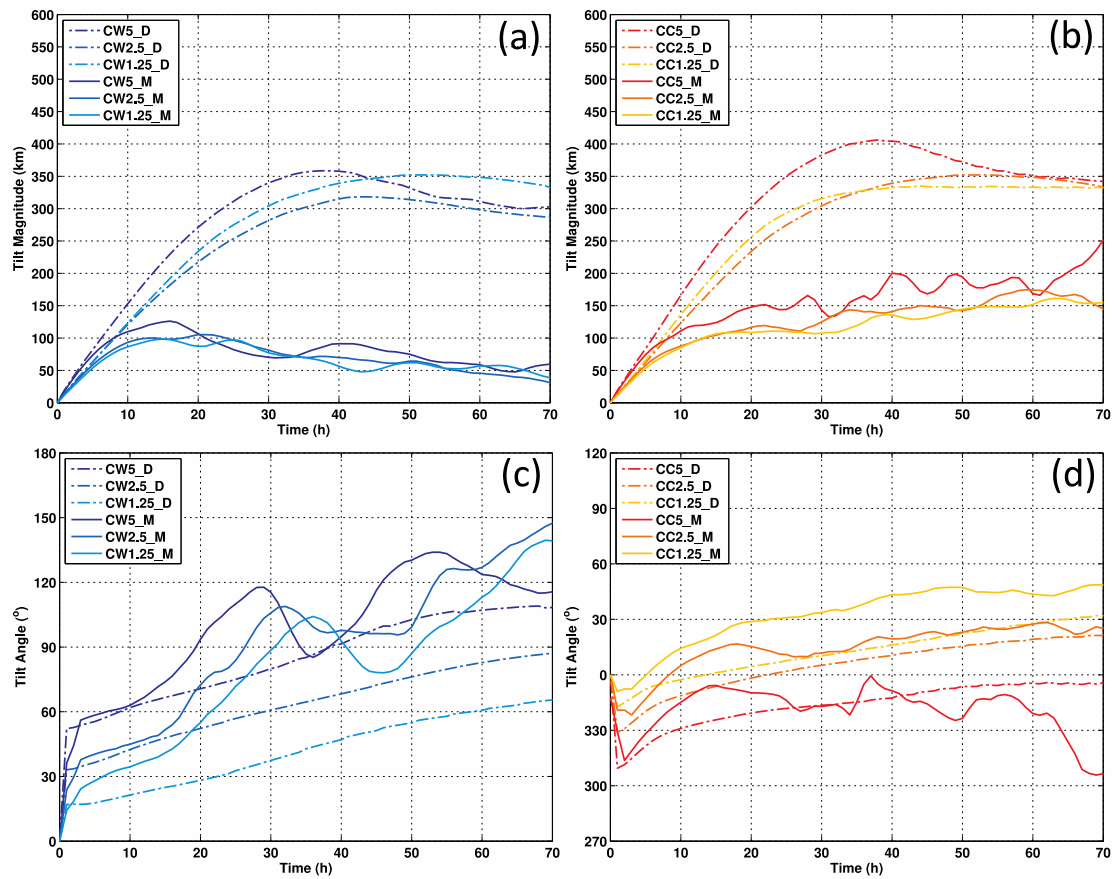 600
550
500
450
400
350
300
250
200
150
100
50
0
Tilt Magnitude (km)
CW5_D
CW2.5_D
CW1.25_D
CW5_M
CW2.5_M
CW1.25_M
(a)
0 10 20 30 40 50 60 70
Time (h)
600
550
500
450
400
350
300
250
200
150
100
50
0
Tilt Magnitude (km)
CC5_D
CC2.5_D
CC1.25_D
CC5_M
CC2.5_M
CC1.25_M
(b)
0 10 20 30 40 50 60 70
Time (h)
180
150
120
90
60
30
0
Tilt Angle (°)
CW5_D
CW2.5_D
CW1.25_D
CW5_M
CW2.5_M
CW1.25_M
(c)
0 10 20 30 40 50 60 70
Time (h)
120
90
60
30
0
330
300
270
Tilt Angle (°)
CC5_D
CC2.5_D
CC1.25_D
CC5_M
CC2.5_M
CC1.25_M
(d)
0 10 20 30 40 50 60 70
Time (h)